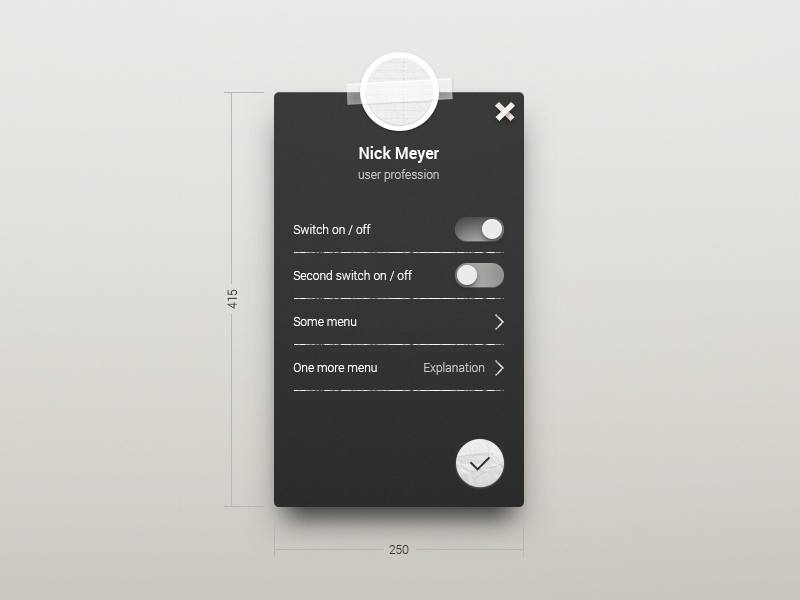 Nick Meyer
user profession
Switch on / off
Second switch on / off
415
Some menu
One more menu Explanation
250